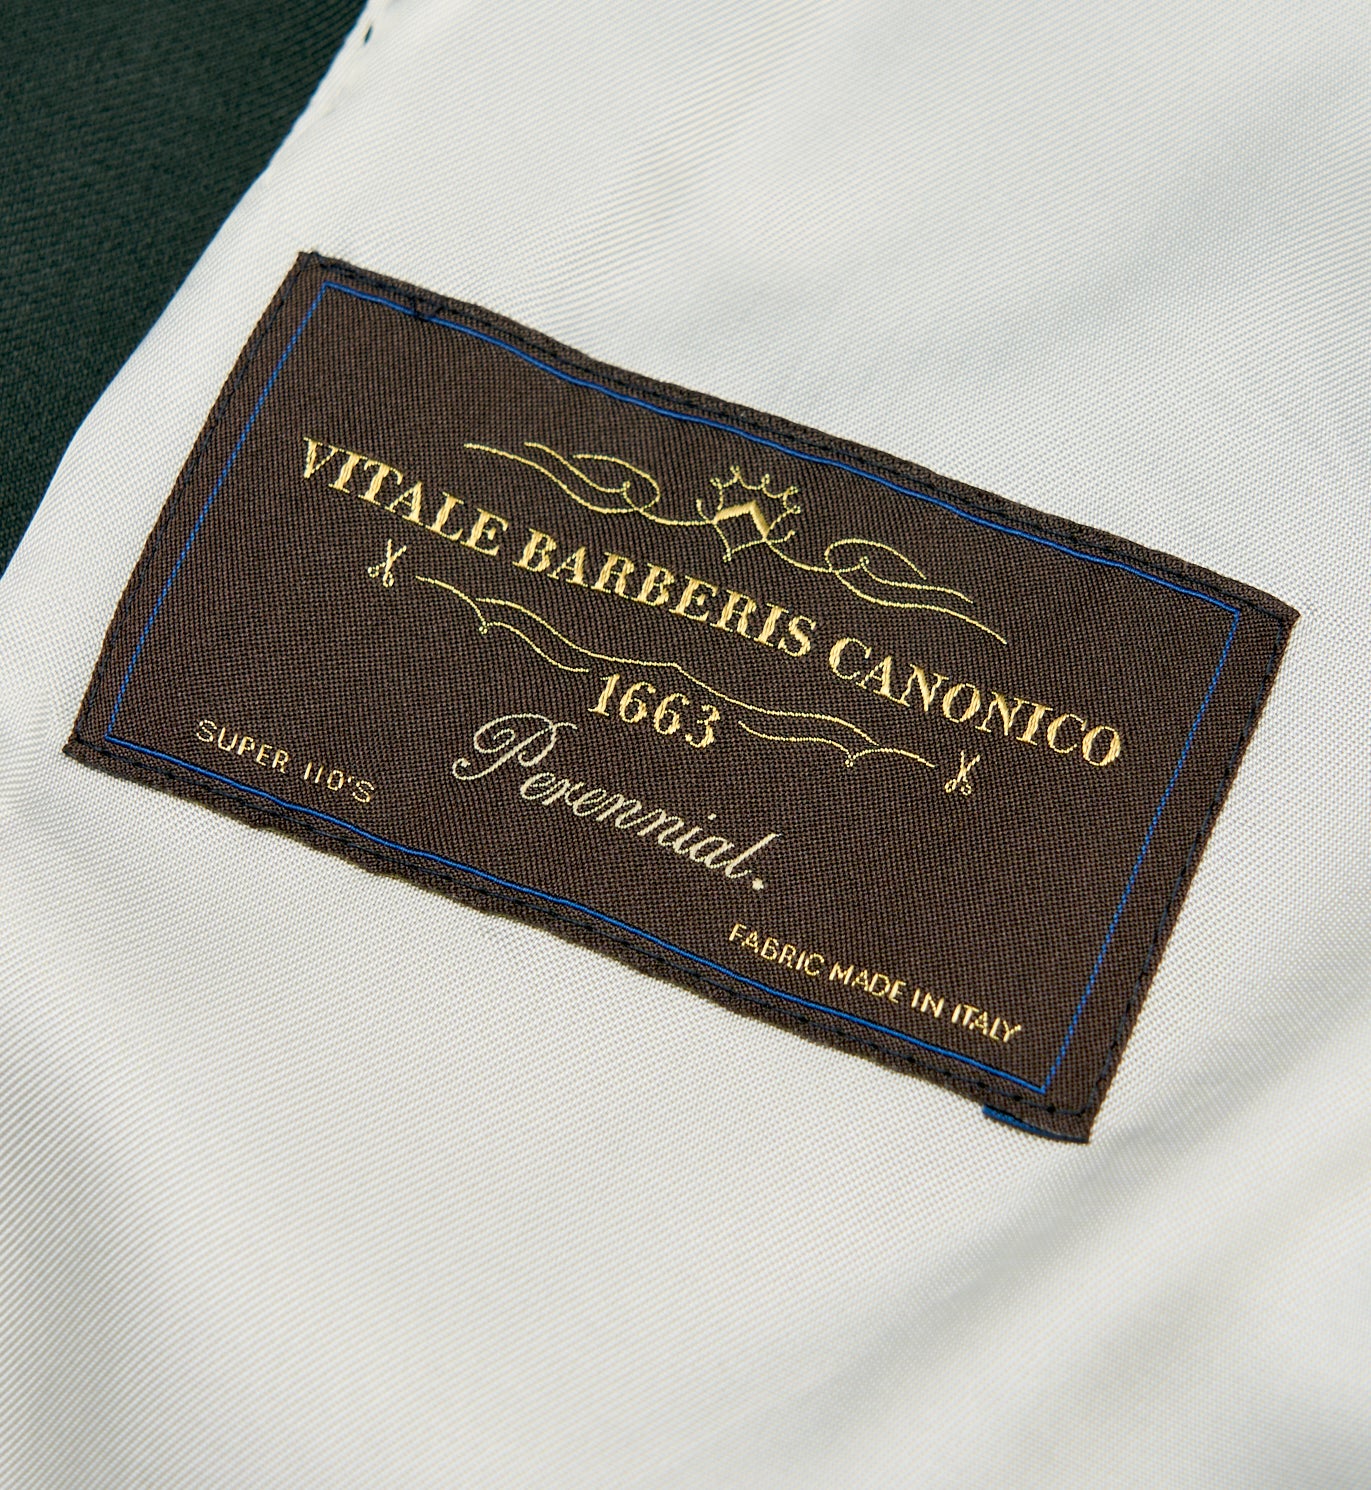 VITALE BARBERIS CANONICO
1663
Perennial.
SUPER 110'S
FABRIC MADE IN ITALY